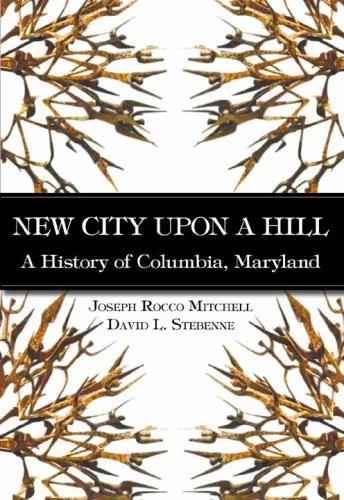 NEW CITY UPON A HILL
A History of Columbia, Maryland
Joseph Rocco Mitchell
David L. Stebenne